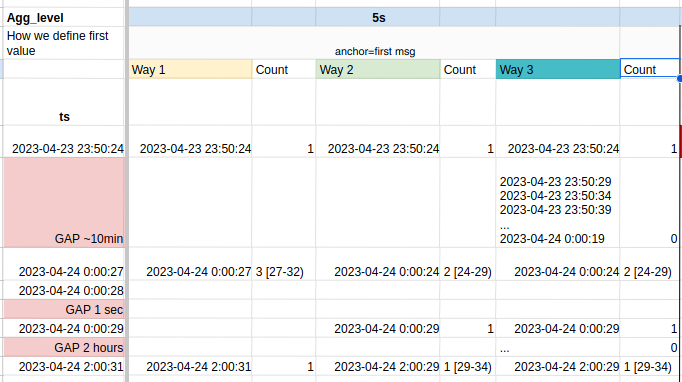 Agg_level 5s
How we define first
value anchor=first msg
Way 1 Count Way 2 Count Way 3 Count
ts
2023-04-23 23:50:24 2023-04-23 23:50:24 1 2023-04-23 23:50:24 1 2023-04-23 23:50:24 1
2023-04-23 23:50:29
2023-04-23 23:50:34
2023-04-23 23:50:39
...
GAP ~10min 2023-04-24 0:00:19 0
2023-04-24 0:00:27 2023-04-24 0:00:27 3 [27-32) 2023-04-24 0:00:24 2 [24-29) 2023-04-24 0:00:24 2 [24-29)
2023-04-24 0:00:28
GAP 1 sec
2023-04-24 0:00:29 2023-04-24 0:00:29 1 2023-04-24 0:00:29 1
GAP 2 hours ... 0
2023-04-24 2:00:31 2023-04-24 2:00:31 1 2023-04-24 2:00:29 1 [29-34) 2023-04-24 2:00:29 1 [29-34)